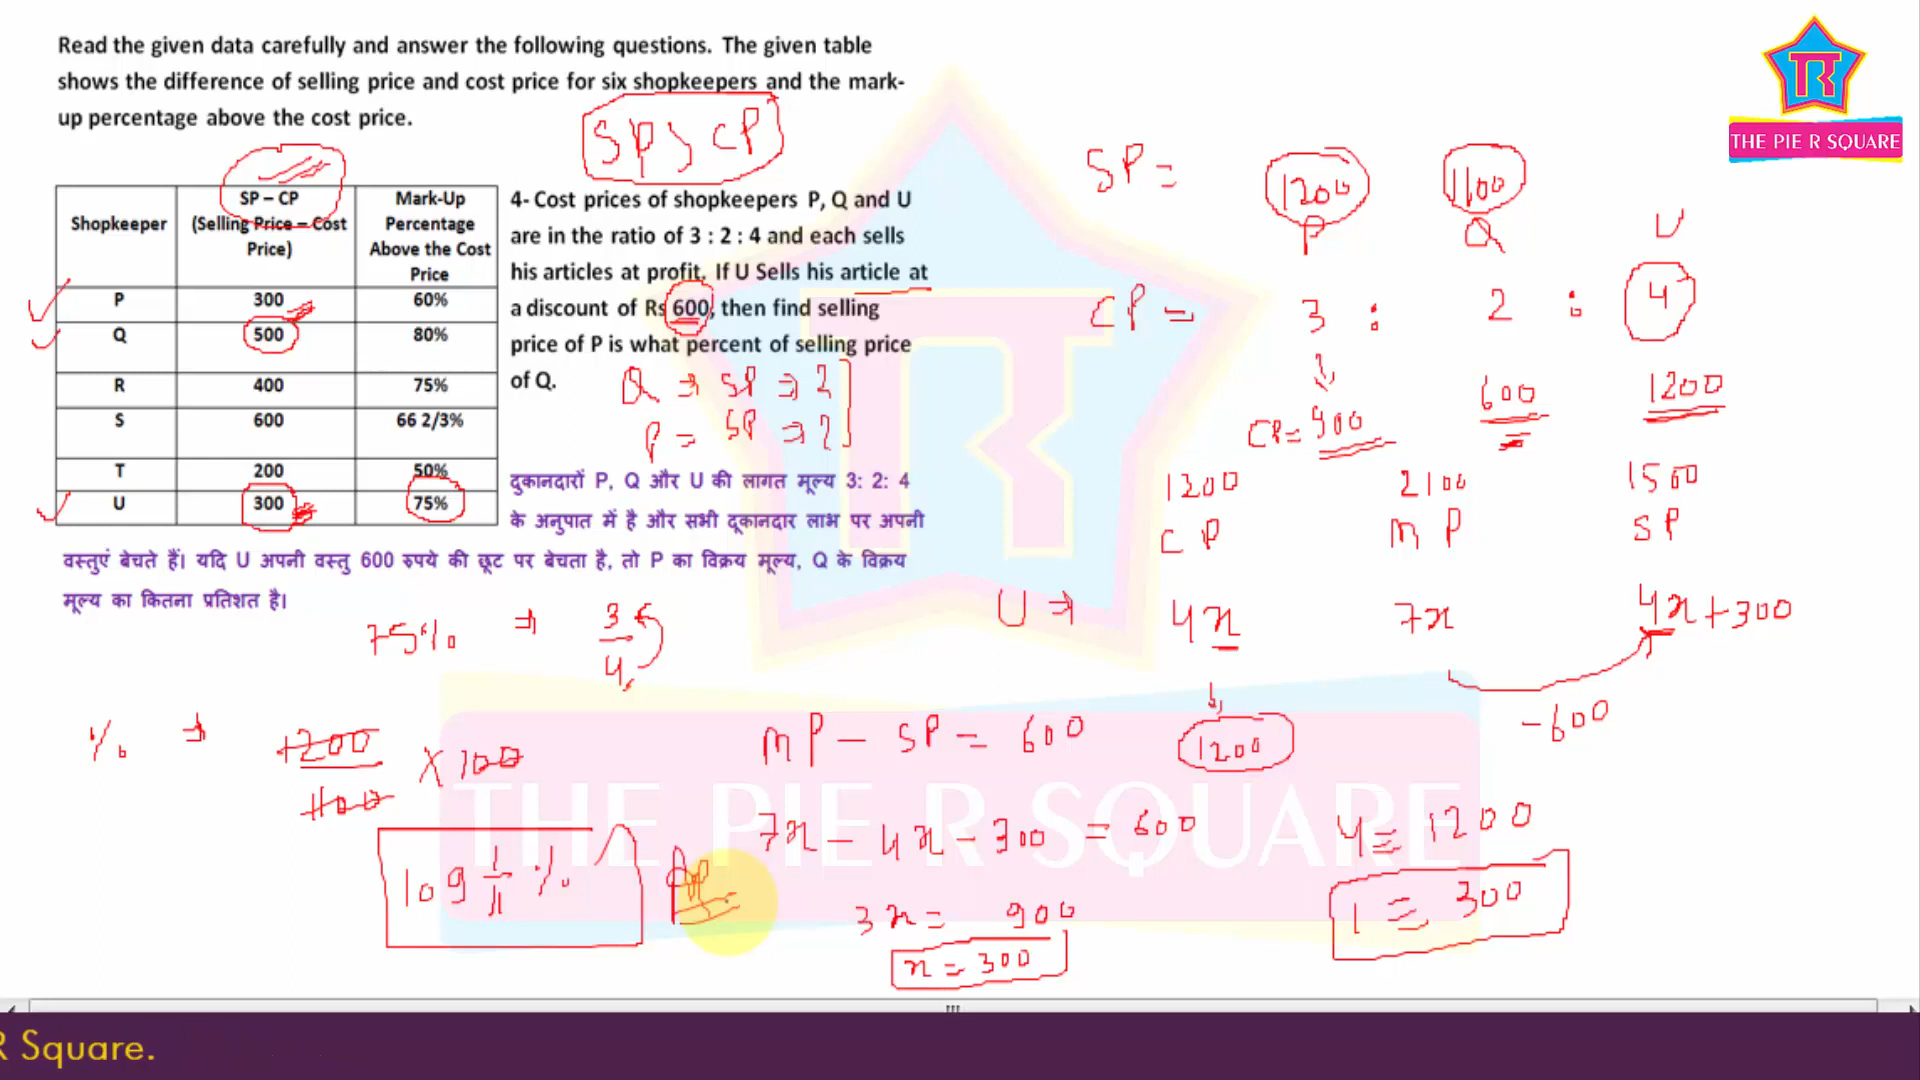 Read the given data carefully and answer the following questions. The given table
shows the difference of selling price and cost price for six shopkeepers and the mark-
up percentage above the cost price.
SP > CP
THE PIE R SQUARE
Shopkeeper
SP – CP
(Selling Price – Cost
Price)
Mark-Up
Percentage
Above the Cost
Price
P 300 60%
Q 500 80%
R 400 75%
S 600 66 2/3%
T 200 50%
U 300 75%
4- Cost prices of shopkeepers P, Q and U
are in the ratio of 3 : 2 : 4 and each sells
his articles at profit. If U Sells his article at
a discount of Rs 600, then find selling
price of P is what percent of selling price
of Q.
Q ⇒ SP ⇒ ?
P = SP ⇒ ?
दुकानदारों P, Q और U की लागत मूल्य 3: 2: 4
के अनुपात में है और सभी दूकानदार लाभ पर अपनी
वस्तुएं बेचते हैं। यदि U अपनी वस्तु 600 रुपये की छूट पर बेचता है, तो P का विक्रय मूल्य, Q के विक्रय
मूल्य का कितना प्रतिशत है।
SP = 1200 1100
P Q U
CP = 3 : 2 : 4
CP = 900 600 1200
1200 2100 1500
CP MP SP
U ⇒ 4x 7x 4x + 300
75% ⇒ 3/4
- 600
1200
% ⇒ 1200/1100 × 100
MP - SP = 600
THE PIE R SQUARE
7x - 4x - 300 = 600
4 = 1200
109 1/11 %
3x = 900
1 = 300
x = 300
R Square.